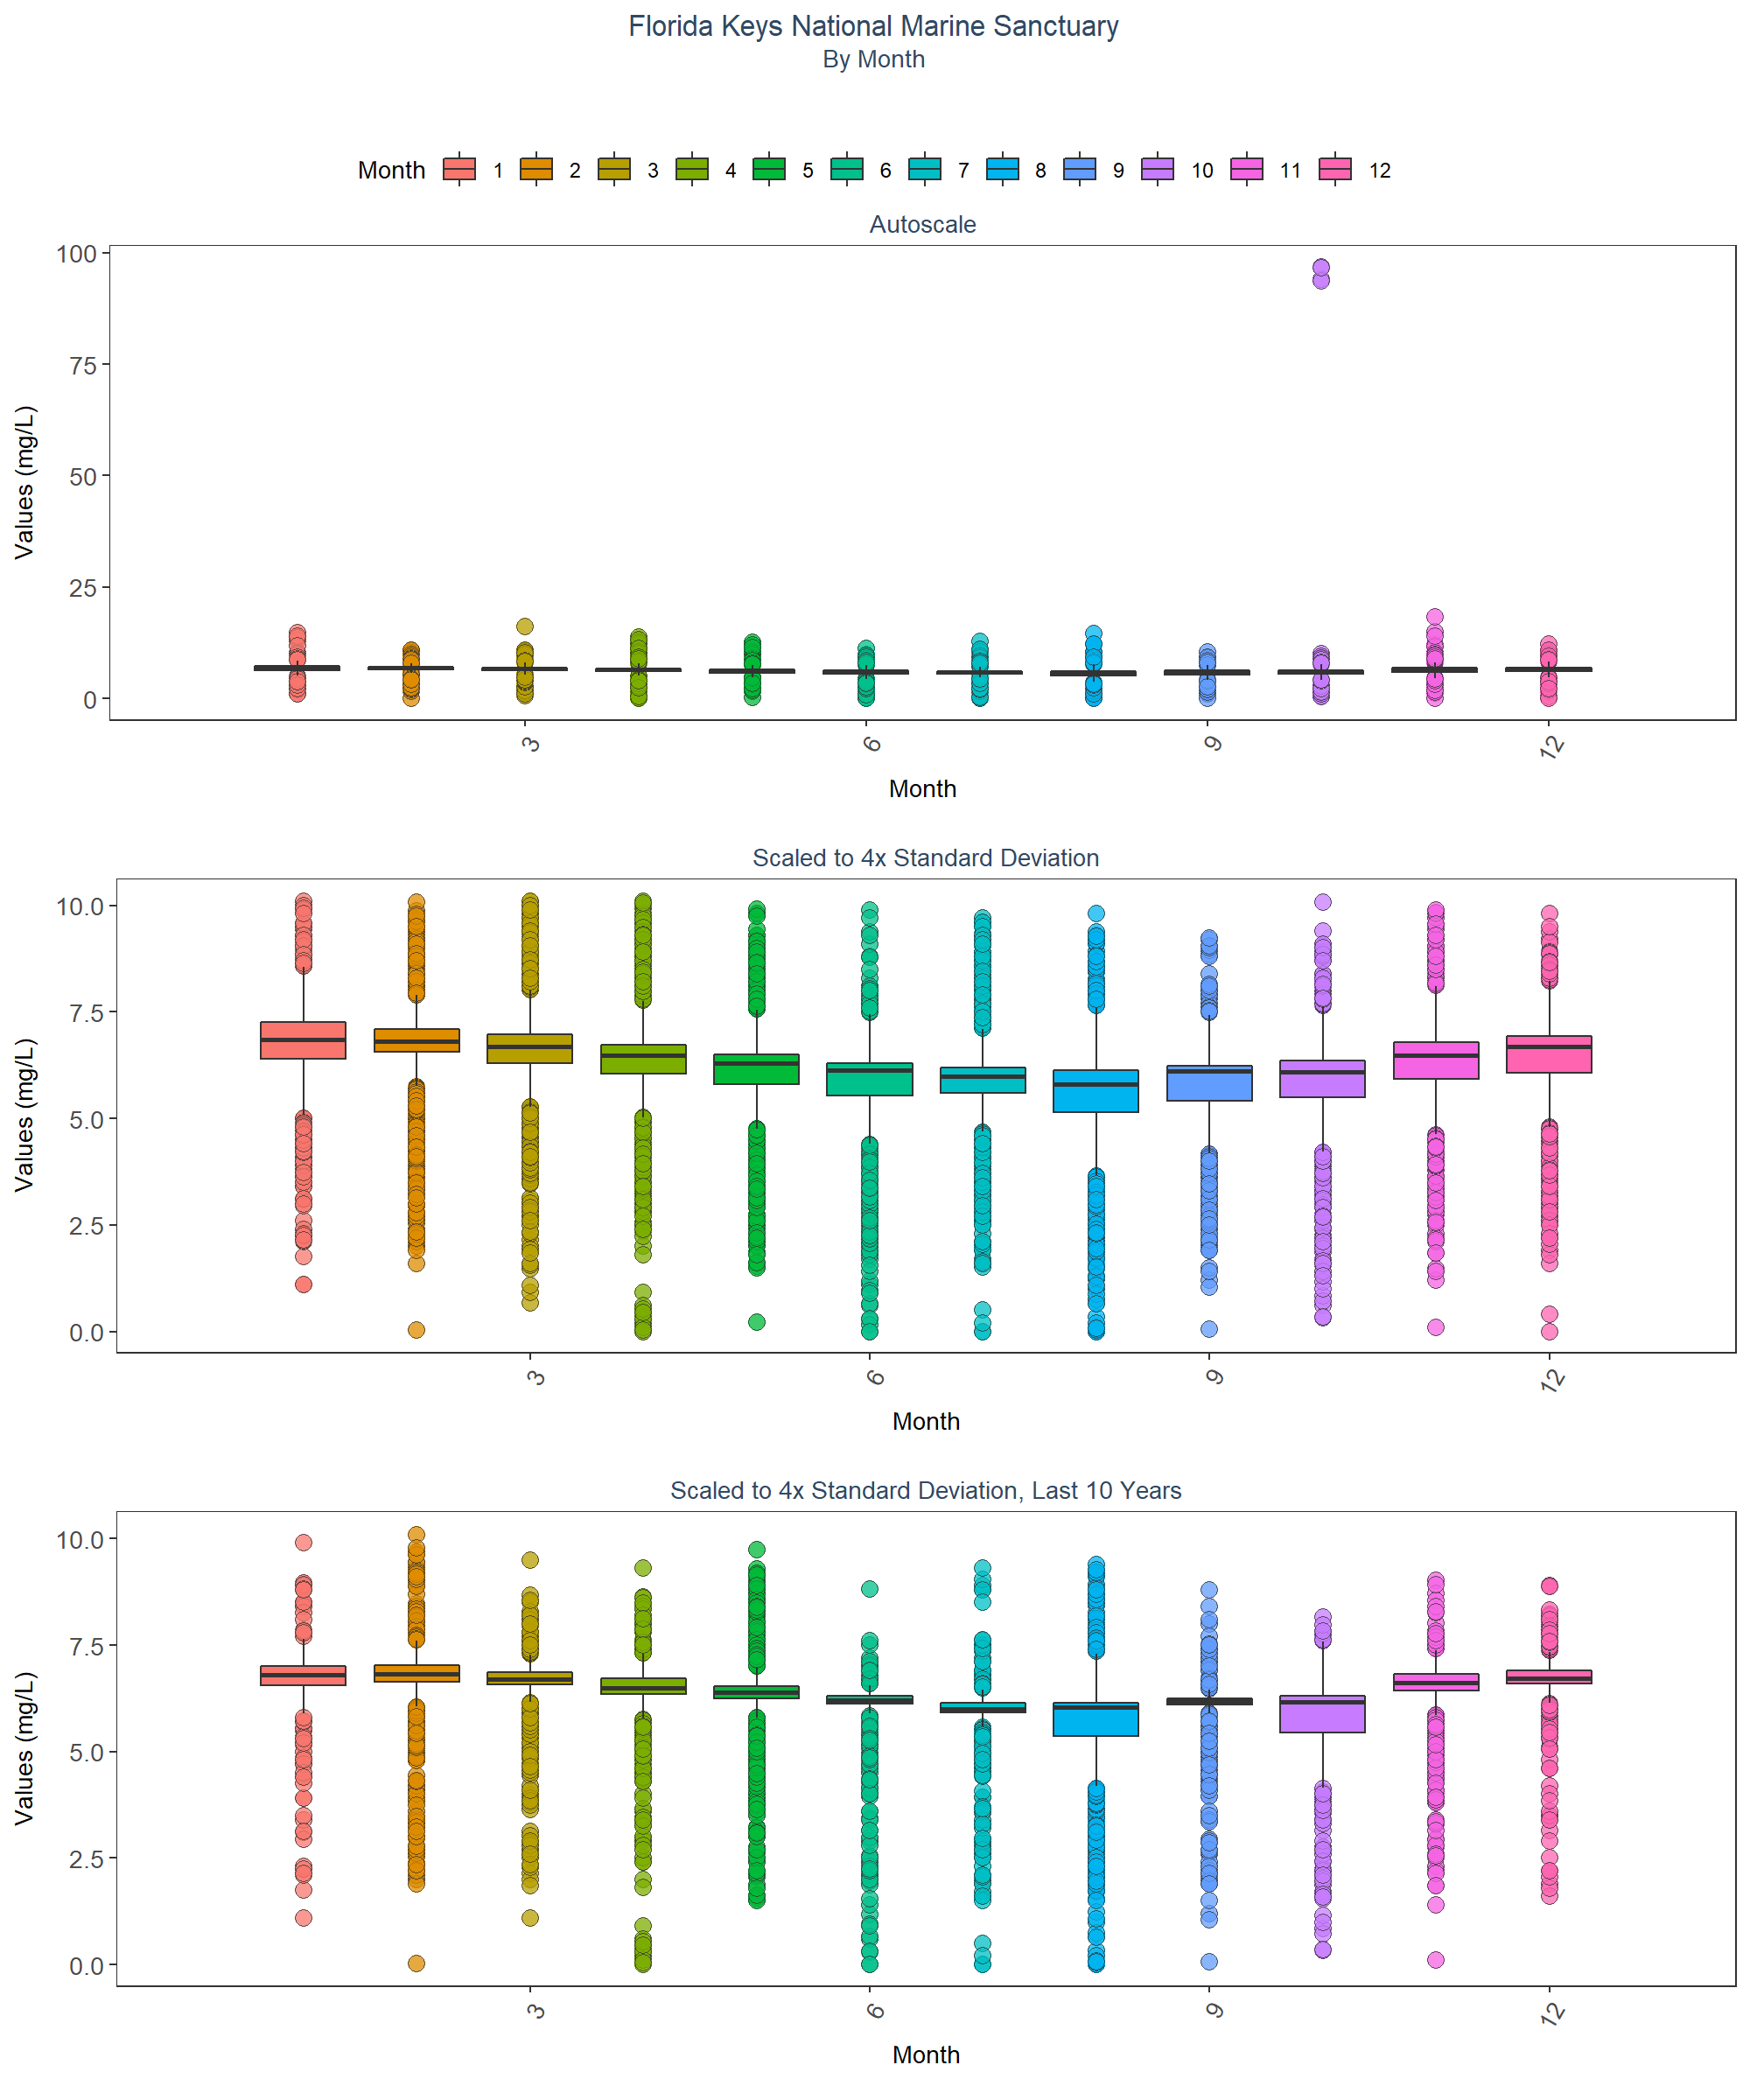 Florida Keys National Marine Sanctuary
By Month
Month 1 2 3 4 5 6 7 8 9 10 11 12
Autoscale
Values (mg/L)
100
75
50
25
0
3 6 9 12
Month
Scaled to 4x Standard Deviation
Values (mg/L)
10.0
7.5
5.0
2.5
0.0
3 6 9 12
Month
Scaled to 4x Standard Deviation, Last 10 Years
Values (mg/L)
10.0
7.5
5.0
2.5
0.0
3 6 9 12
Month